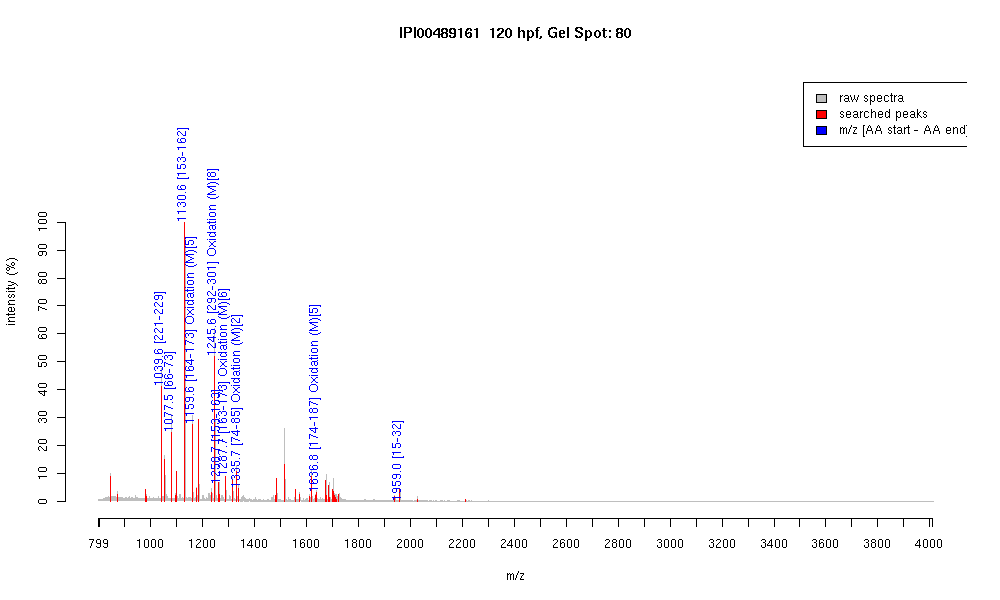 IPI00489161 120 hpf, Gel Spot: 80
raw spectra
searched peaks
m/z [AA start - AA end]
intensity (%)
100
90
80
70
60
50
40
30
20
10
0
1039.6 [221-229]
1077.5 [66-73]
1130.6 [153-162]
1159.6 [164-173] Oxidation (M)[5]
1245.6 [292-301] Oxidation (M)[8]
1287.7 [163-173] Oxidation (M)[6]
1335.7 [74-85] Oxidation (M)[2]
1636.8 [174-187] Oxidation (M)[5]
[15-32]
799 1000 1200 1400 1600 1800 2000 2200 2400 2600 2800 3000 3200 3400 3600 3800 4000
m/z